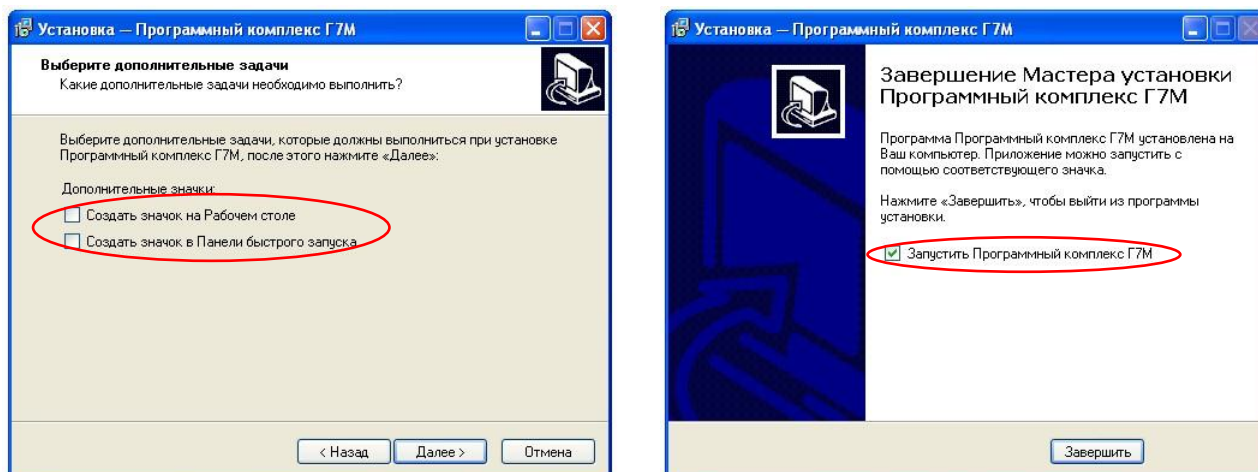 Установка — Программный комплекс Г7М
Выберите дополнительные задачи
Какие дополнительные задачи необходимо выполнить?
Выберите дополнительные задачи, которые должны выполниться при установке
Программный комплекс Г7М, после этого нажмите «Далее»:
Дополнительные значки:
Создать значок на Рабочем столе
Создать значок в Панели быстрого запуска
< Назад
Далее >
Отмена
Установка — Программный комплекс Г7М
Завершение Мастера установки
Программный комплекс Г7М
Программа Программный комплекс Г7М установлена на
Ваш компьютер. Приложение можно запустить с
помощью соответствующего значка.
Нажмите «Завершить», чтобы выйти из программы
установки.
Запустить Программный комплекс Г7М
Завершить